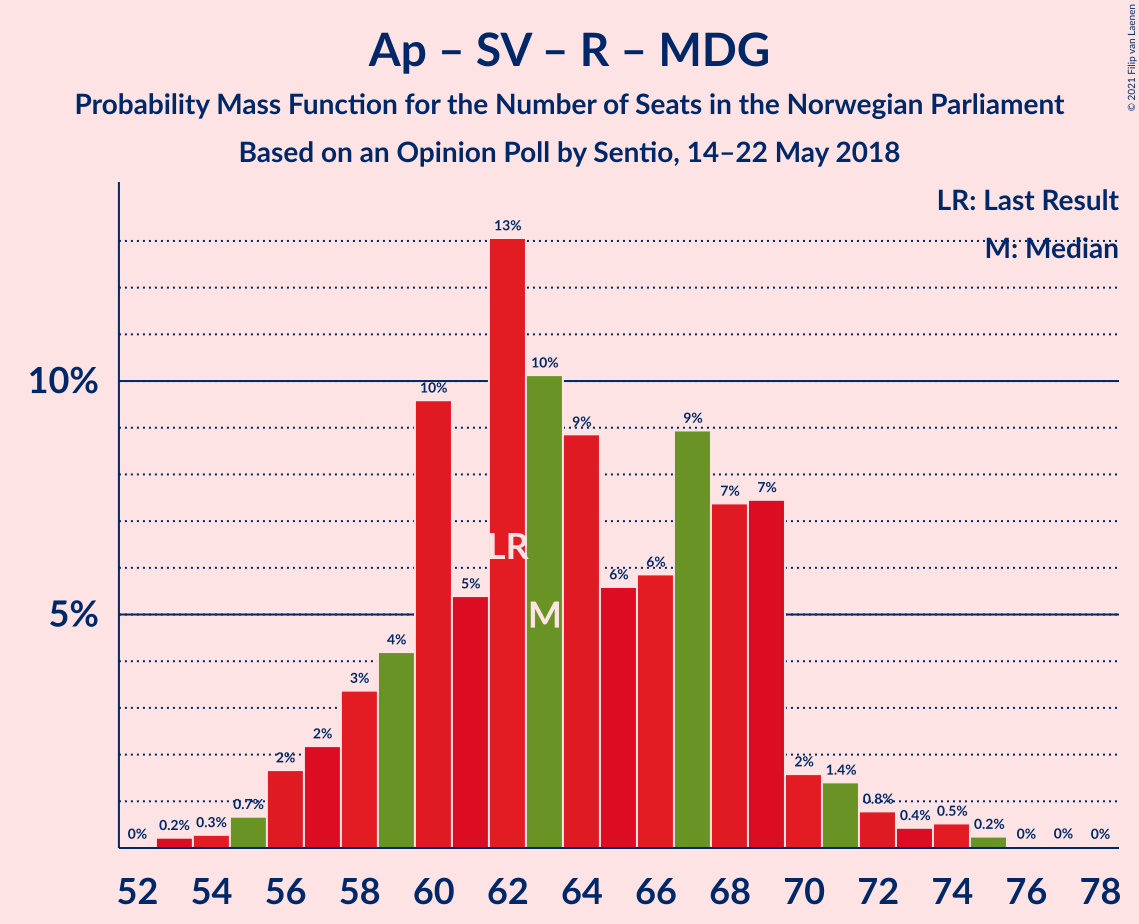 Ap – SV – R – MDG
Probability Mass Function for the Number of Seats in the Norwegian Parliament
Based on an Opinion Poll by Sentio, 14–22 May 2018
© 2021 Filip van Laenen
LR: Last Result
M: Median
10%
5%
0% 0.2% 0.3% 0.7% 2% 2% 3% 4% 10% 5% 13% 10% 9% 6% 6% 9% 7% 7% 2% 1.4% 0.8% 0.4% 0.5% 0.2% 0% 0% 0%
LR
M
52 54 56 58 60 62 64 66 68 70 72 74 76 78